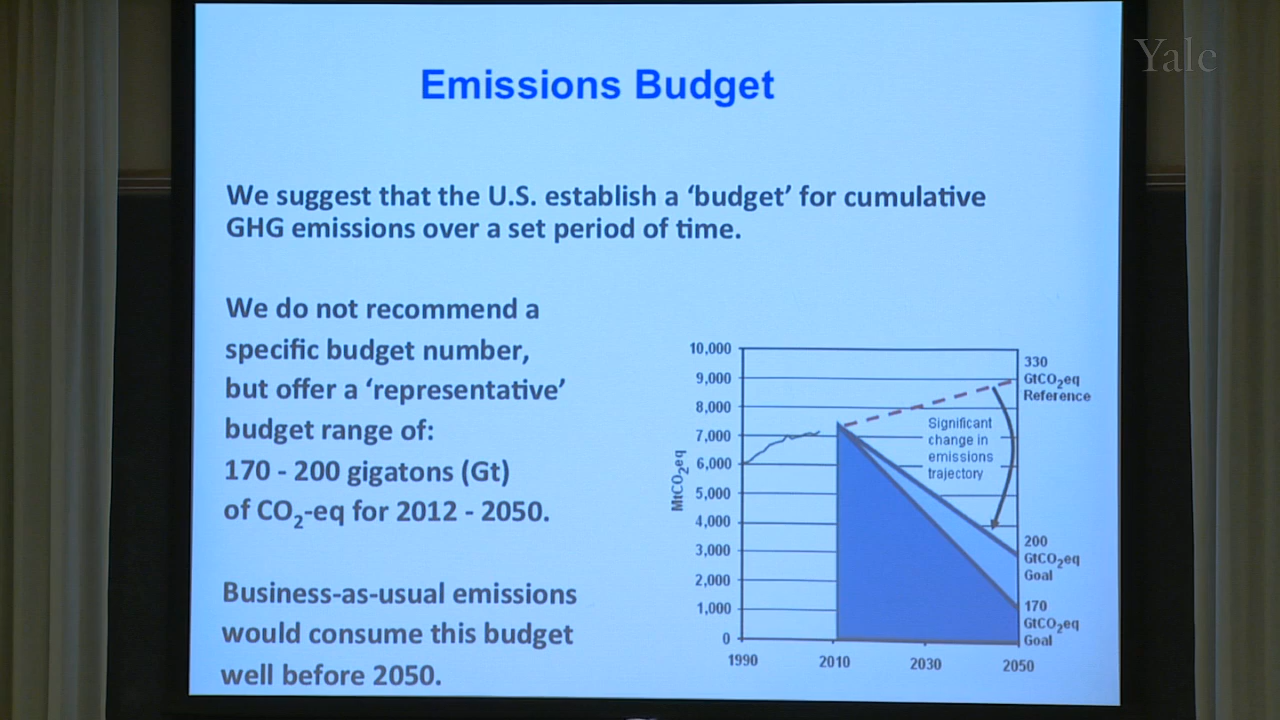 Yale
Emissions Budget
We suggest that the U.S. establish a ‘budget’ for cumulative
GHG emissions over a set period of time.
We do not recommend a
specific budget number,
but offer a ‘representative’
budget range of:
170 - 200 gigatons (Gt)
of CO₂-eq for 2012 - 2050.
Business-as-usual emissions
would consume this budget
well before 2050.
MtCO₂eq
10,000
9,000
8,000
7,000
6,000
5,000
4,000
3,000
2,000
1,000
0
1990
2010
2030
2050
Significant
change in
emissions
trajectory
330
GtCO₂eq
Reference
200
GtCO₂eq
Goal
170
GtCO₂eq
Goal